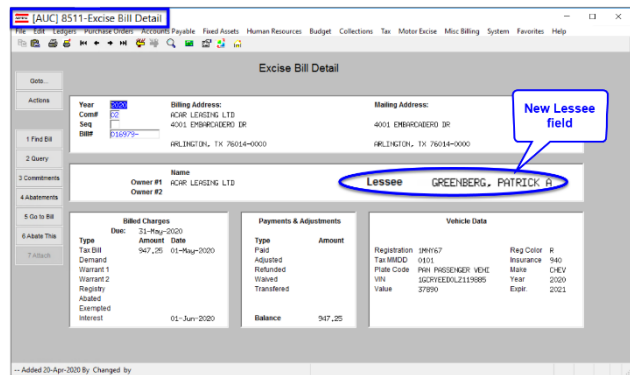 [AUC] 8511-Excise Bill Detail
File Edit Ledgers Purchase Orders Accounts Payable Fixed Assets Human Resources Budget Collections Tax Motor Excise Misc Billing System Favorites Help
Excise Bill Detail
Goto...
Actions
1 Find Bill
2 Query
3 Commitments
4 Abatements
5 Go to Bill
6 Abate This
7 Attach
Year 2020 Billing Address: Mailing Address:
Com# 02 ACAR LEASING LTD
Seq 4001 EMBARCADERO DR 4001 EMBARCADERO DR
Bill# 016979-
ARLINGTON, TX 76014-0000 ARLINGTON, TX 76014-0000
New Lessee
field
Name
Owner #1 ACAR LEASING LTD Lessee GREENBERG, PATRICK A
Owner #2
Billed Charges Payments & Adjustments Vehicle Data
Due: 31-May-2020
Type Amount Date Type Amount
Tax Bill 947.25 01-May-2020 Paid Registration 1MHY67 Reg Color R
Demand Adjusted Tax MMDD 0101 Insurance 940
Warrant 1 Refunded Plate Code PAN PASSENGER VEHI Make CHEV
Warrant 2 Waived VIN 1GCRYEEDOLZ119885 Year 2020
Registry Transfered Value 37890 Expir 2021
Abated
Exempted
Interest 01-Jun-2020 Balance 947.25
-- Added 20-Apr-2020 By Changed by